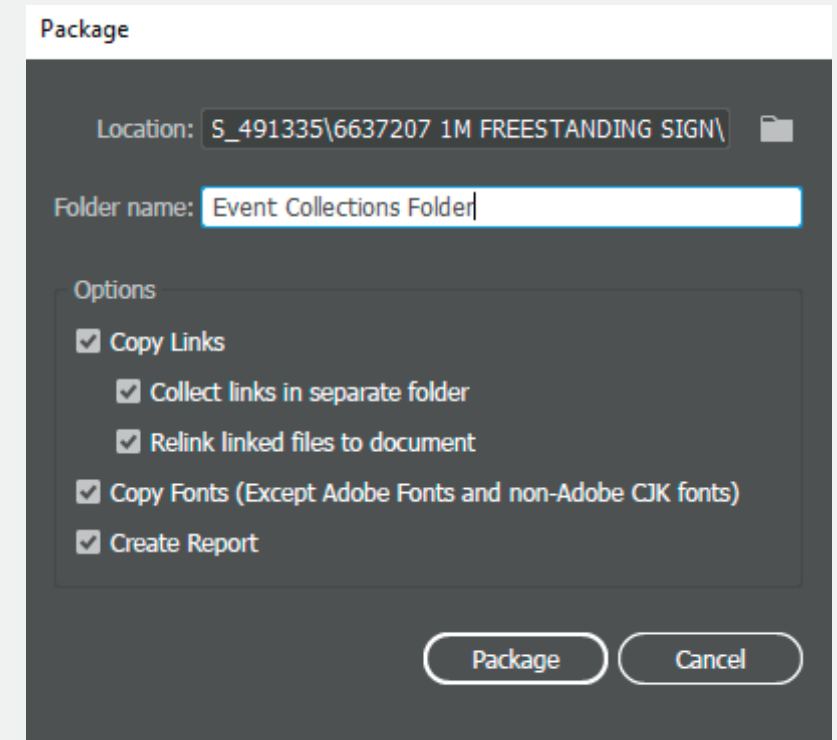 Package
Location: S_491335\6637207 1M FREESTANDING SIGN\
Folder name: Event Collections Folder
Options
Copy Links
Collect links in separate folder
Relink linked files to document
Copy Fonts (Except Adobe Fonts and non-Adobe CJK fonts)
Create Report
Package Cancel